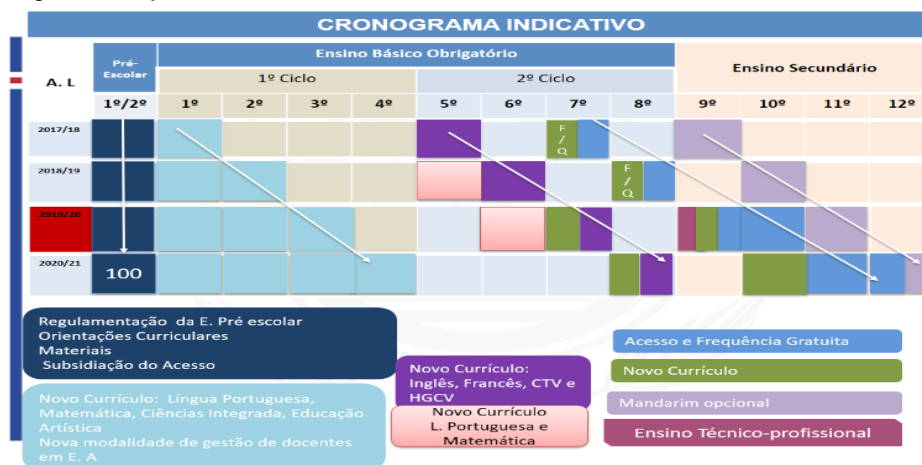 CRONOGRAMA INDICATIVO
A. L
Pré-
Escolar
Ensino Básico Obrigatório
Ensino Secundário
1º Ciclo
2º Ciclo
1º/2º
1º
2º
3º
4º
5º
6º
7º
8º
9º
10º
11º
12º
2017/18
F
/
Q
2018/19
F
/
Q
2019/20
2020/21
100
Regulamentação da E. Pré escolar
Orientações Curriculares
Materiais
Subsidiação do Acesso
Novo Currículo: Língua Portuguesa,
Matemática, Ciências Integrada, Educação
Artística
Nova modalidade de gestão de docentes
em E. A
Novo Currículo:
Inglês, Francês, CTV e
HGCV
Novo Currículo
L. Portuguesa e
Matemática
Acesso e Frequência Gratuita
Novo Currículo
Mandarim opcional
Ensino Técnico-profissional